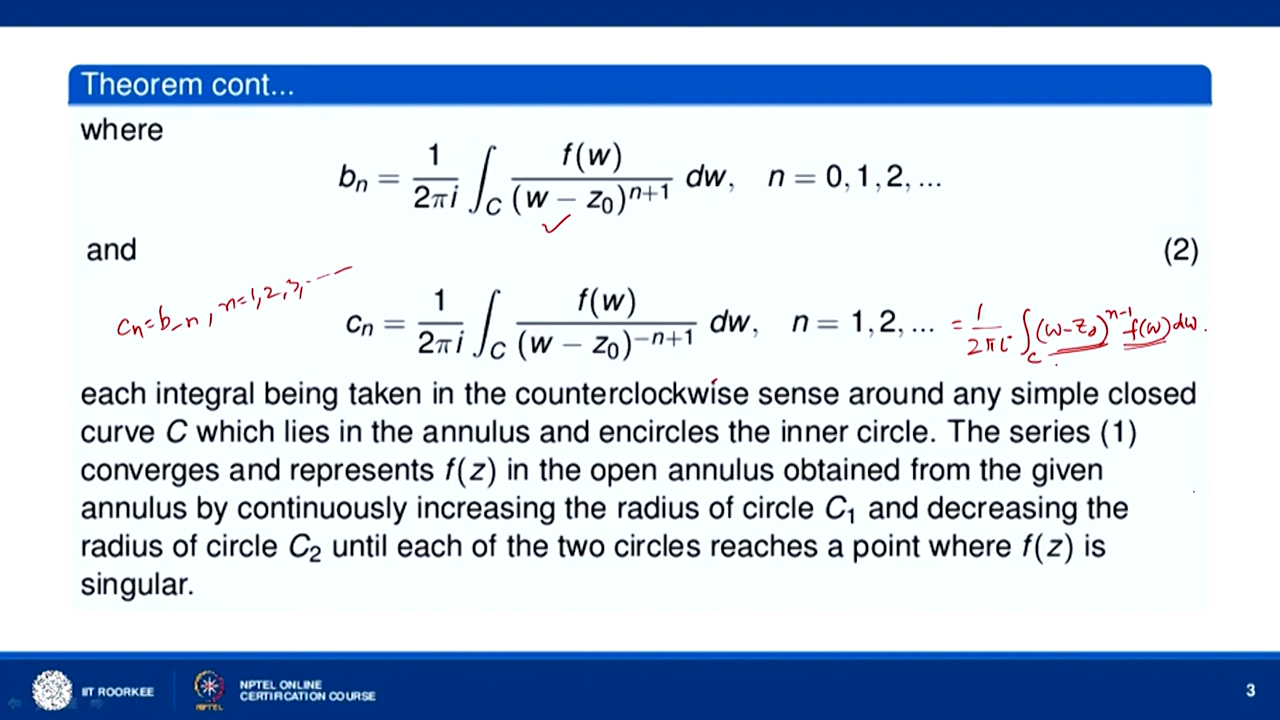 Theorem cont...
where
b_n = \frac{1}{2\pi i} \int_C \frac{f(w)}{(w - z_0)^{n+1}} dw, n = 0, 1, 2, ...
and (2)
c_n = b_{-n}, n=1,2,3,----
c_n = \frac{1}{2\pi i} \int_C \frac{f(w)}{(w - z_0)^{-n+1}} dw, n = 1, 2, ... = \frac{1}{2\pi i} \int_C (w-z_0)^{n-1} f(w) dw.
each integral being taken in the counterclockwise sense around any simple closed
curve C which lies in the annulus and encircles the inner circle. The series (1)
converges and represents f(z) in the open annulus obtained from the given
annulus by continuously increasing the radius of circle C_1 and decreasing the
radius of circle C_2 until each of the two circles reaches a point where f(z) is
singular.
IIT ROORKEE
NPTEL
NPTEL ONLINE
CERTIFICATION COURSE
3